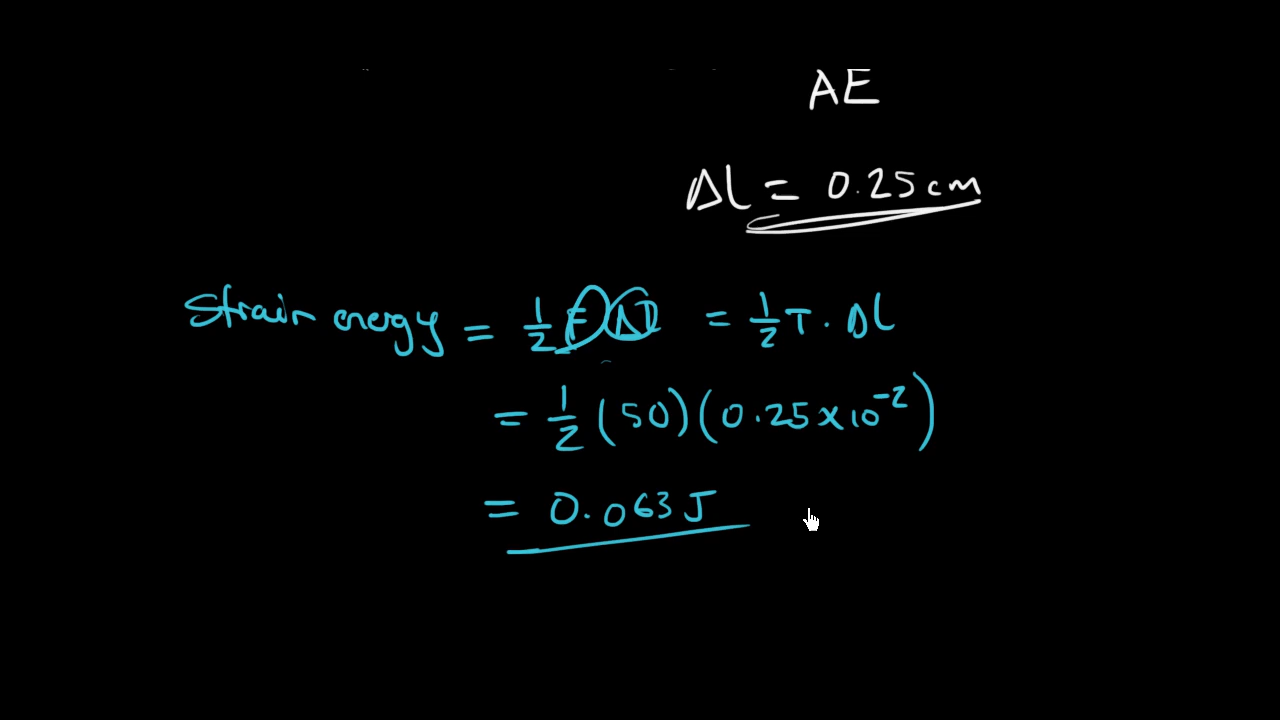 AE
Δl = 0.25 cm
Strain energy = 1/2 F Δl = 1/2 T · Δl
= 1/2 (50)(0.25 x 10⁻²)
= 0.063 J